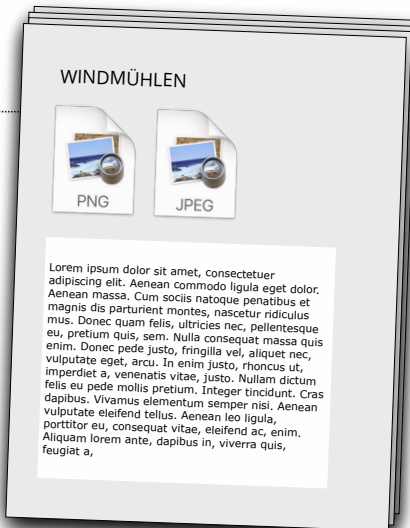 WINDMÜHLEN
PNG
JPEG
Lorem ipsum dolor sit amet, consectetuer
adipiscing elit. Aenean commodo ligula eget dolor.
Aenean massa. Cum sociis natoque penatibus et
magnis dis parturient montes, nascetur ridiculus
mus. Donec quam felis, ultricies nec, pellentesque
eu, pretium quis, sem. Nulla consequat massa quis
enim. Donec pede justo, fringilla vel, aliquet nec,
vulputate eget, arcu. In enim justo, rhoncus ut,
imperdiet a, venenatis vitae, justo. Nullam dictum
felis eu pede mollis pretium. Integer tincidunt. Cras
dapibus. Vivamus elementum semper nisi. Aenean
vulputate eleifend tellus. Aenean leo ligula,
porttitor eu, consequat vitae, eleifend ac, enim.
Aliquam lorem ante, dapibus in, viverra quis,
feugiat a,